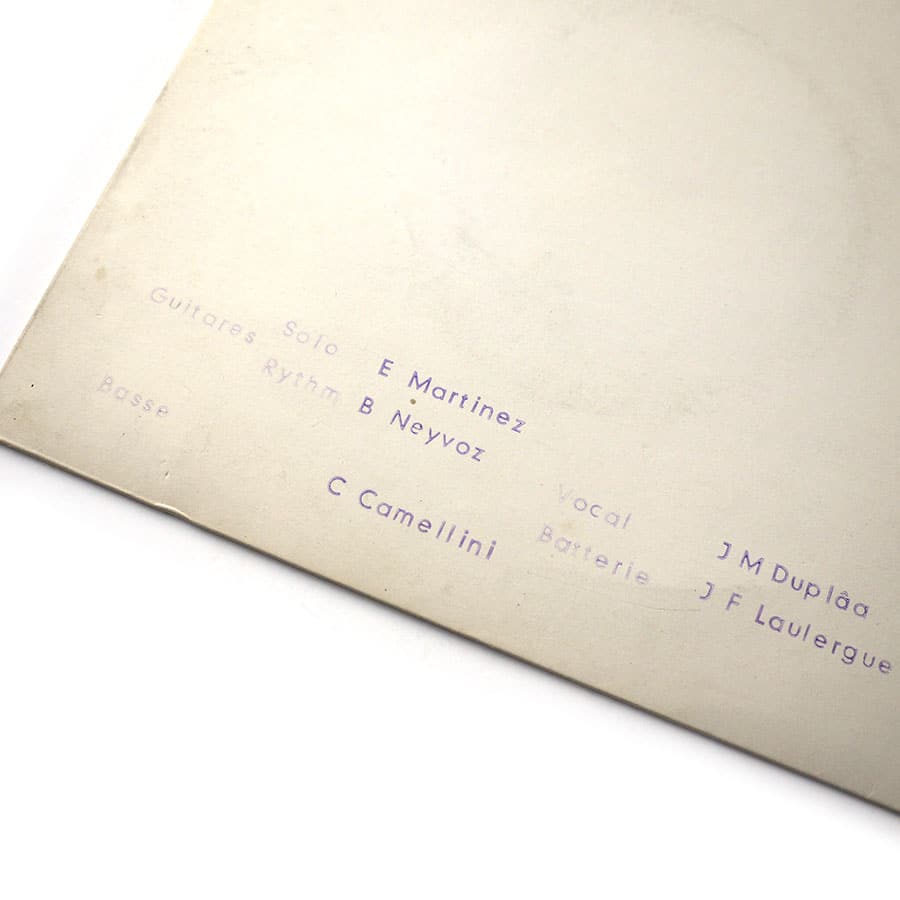 Guitares Solo E Martinez
Rythm B Neyvoz
Basse C Camellini
Vocal J M Duplâa
Batterie J F Laulergue